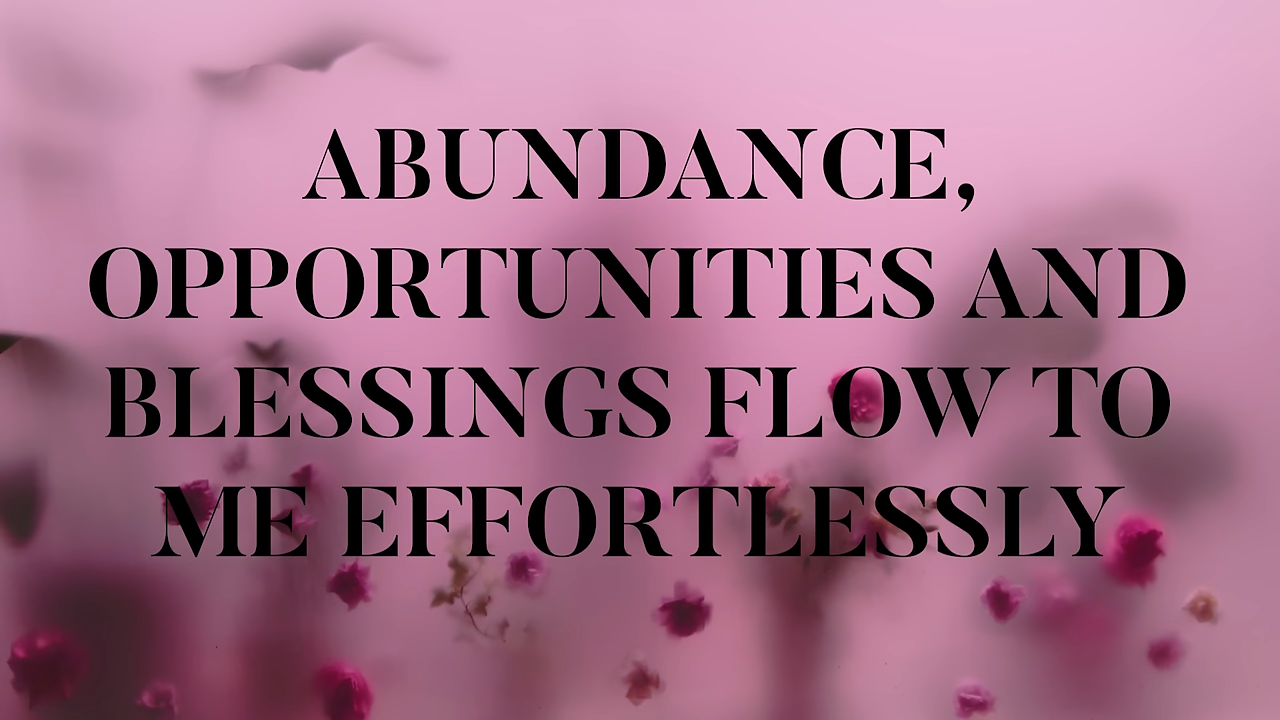 ABUNDANCE,
OPPORTUNITIES AND
BLESSINGS FLOW TO
ME EFFORTLESSLY